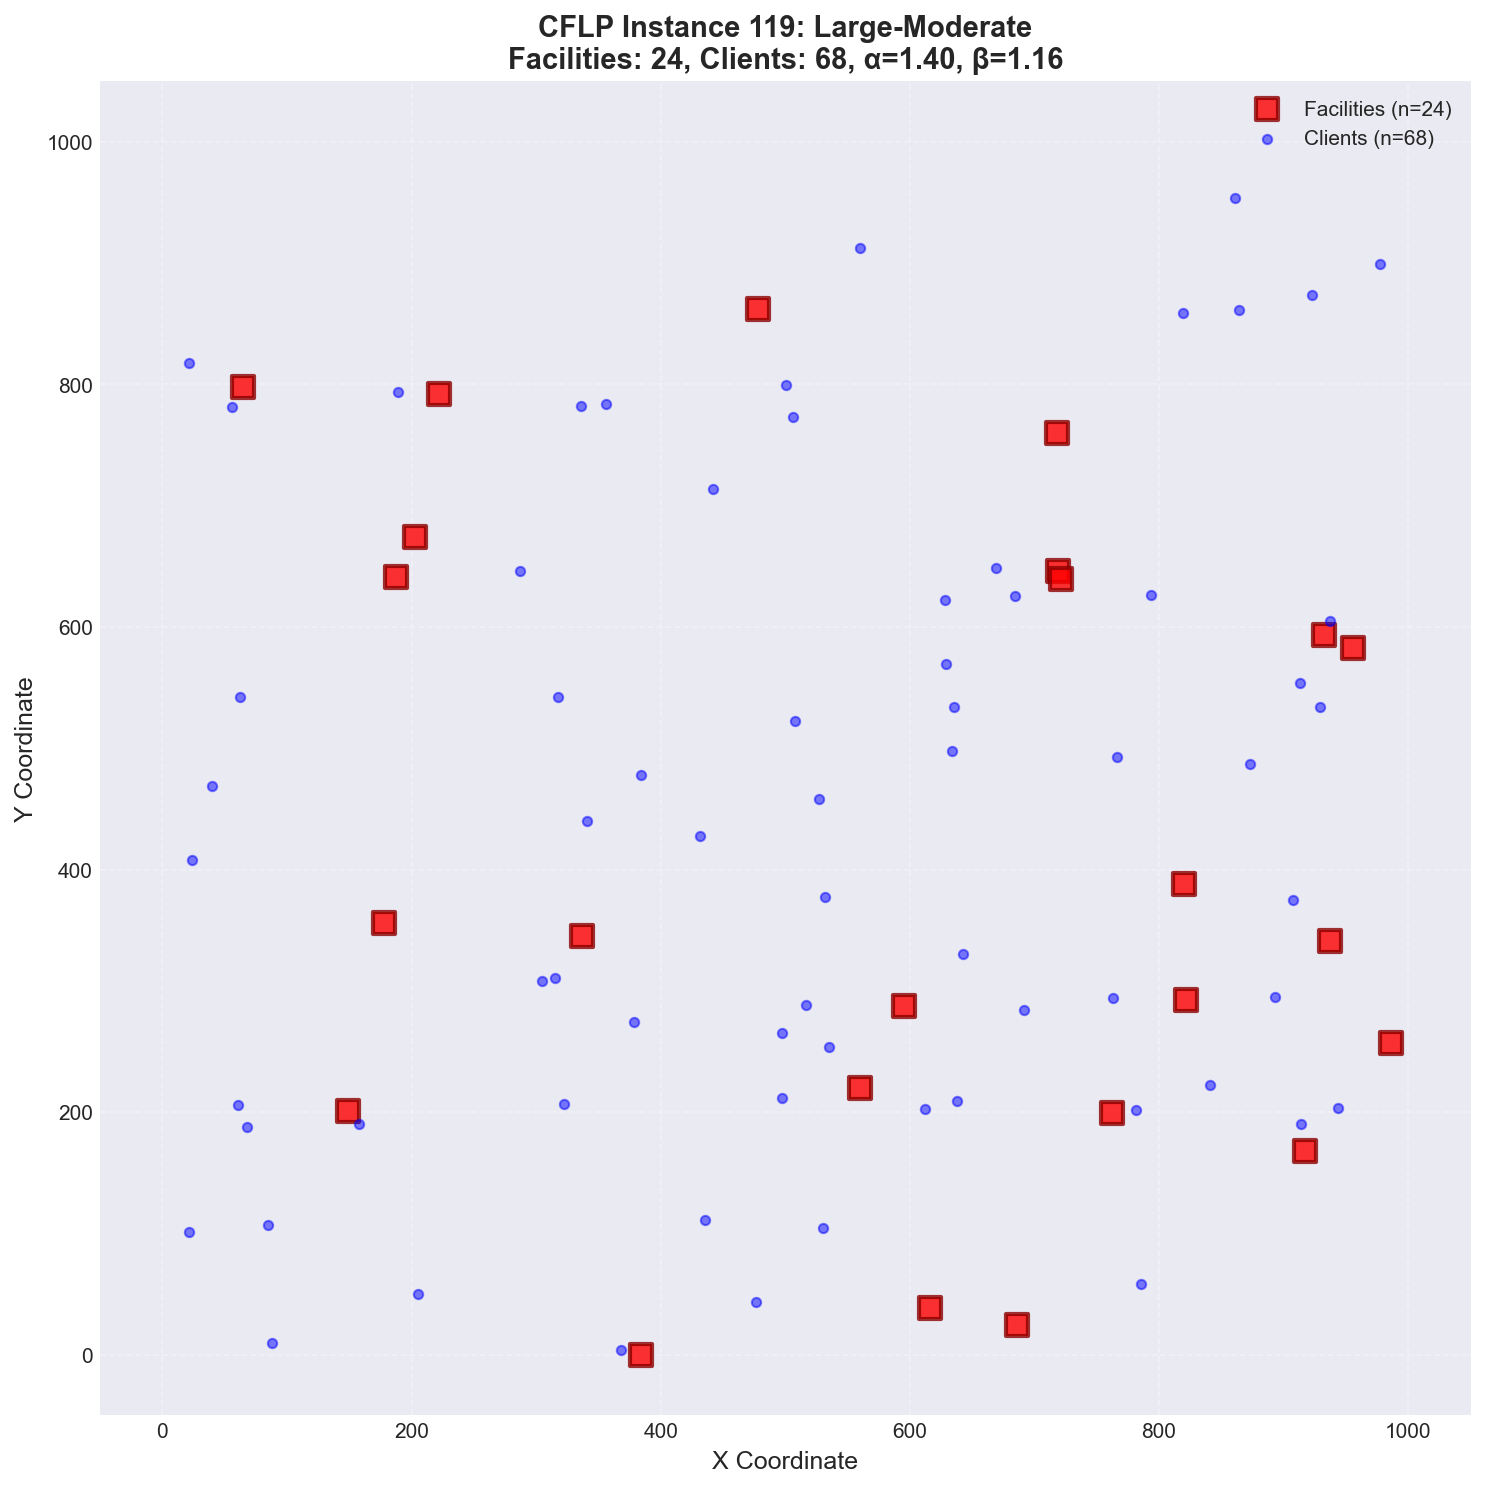 CFLP Instance 119: Large-Moderate
Facilities: 24, Clients: 68, α=1.40, β=1.16
Facilities (n=24)
Clients (n=68)
1000
800
600
400
200
0
Y Coordinate
0 200 400 600 800 1000
X Coordinate